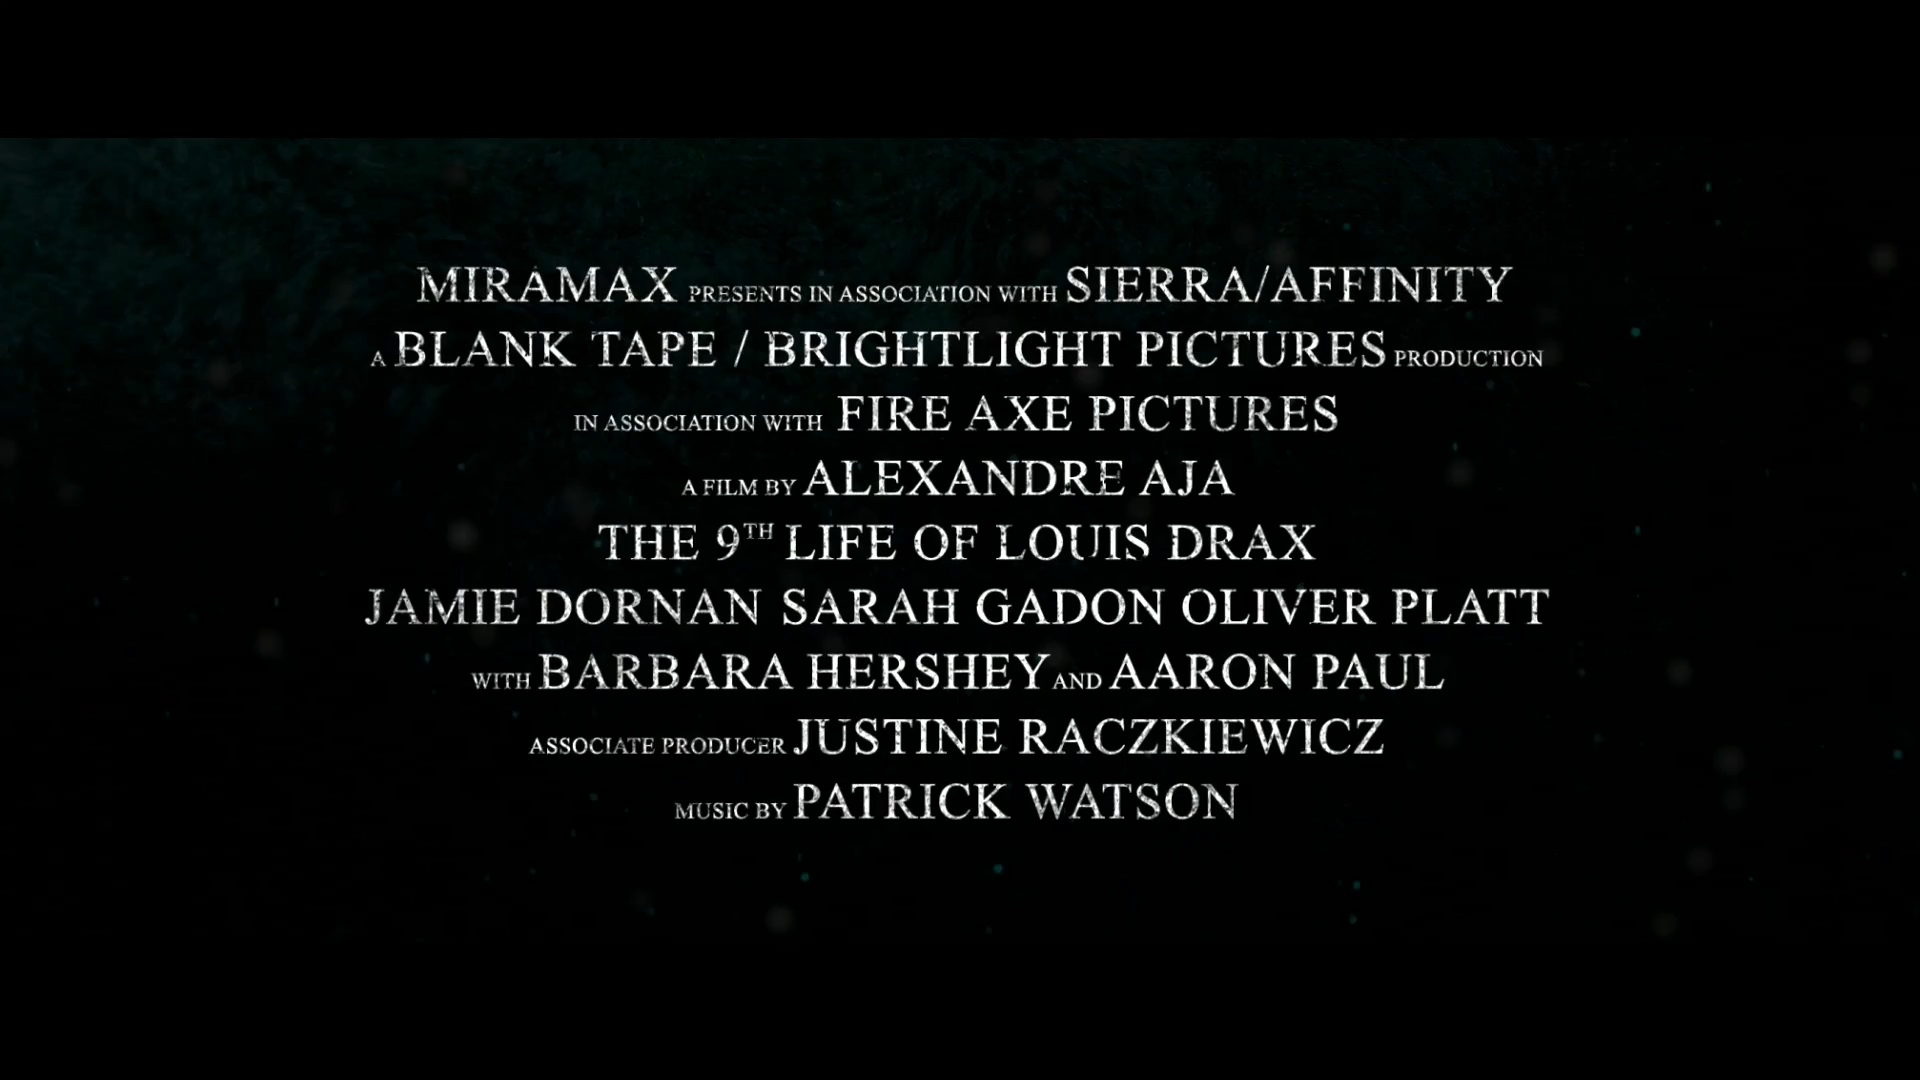 MIRAMAX PRESENTS IN ASSOCIATION WITH SIERRA/AFFINITY
A BLANK TAPE / BRIGHTLIGHT PICTURES PRODUCTION
IN ASSOCIATION WITH FIRE AXE PICTURES
A FILM BY ALEXANDRE AJA
THE 9TH LIFE OF LOUIS DRAX
JAMIE DORNAN SARAH GADON OLIVER PLATT
WITH BARBARA HERSHEY AND AARON PAUL
ASSOCIATE PRODUCER JUSTINE RACZKIEWICZ
MUSIC BY PATRICK WATSON